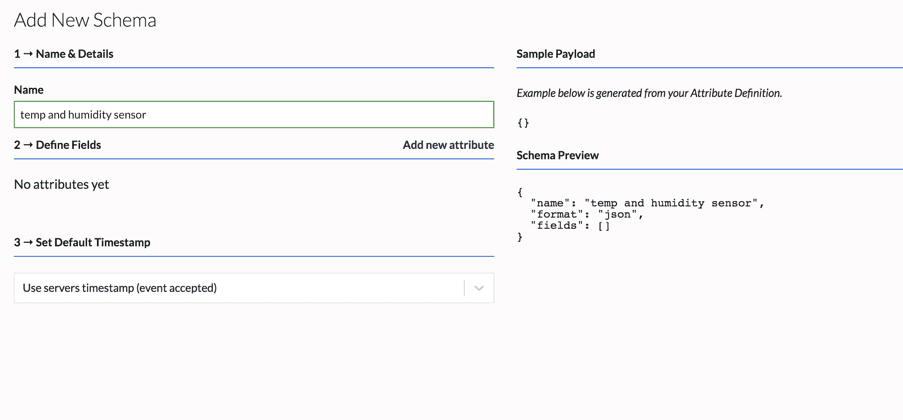 Add New Schema
1 → Name & Details
Name
temp and humidity sensor
2 → Define Fields
Add new attribute
No attributes yet
3 → Set Default Timestamp
Use servers timestamp (event accepted)
Sample Payload
Example below is generated from your Attribute Definition.
{}
Schema Preview
{
  "name": "temp and humidity sensor",
  "format": "json",
  "fields": []
}